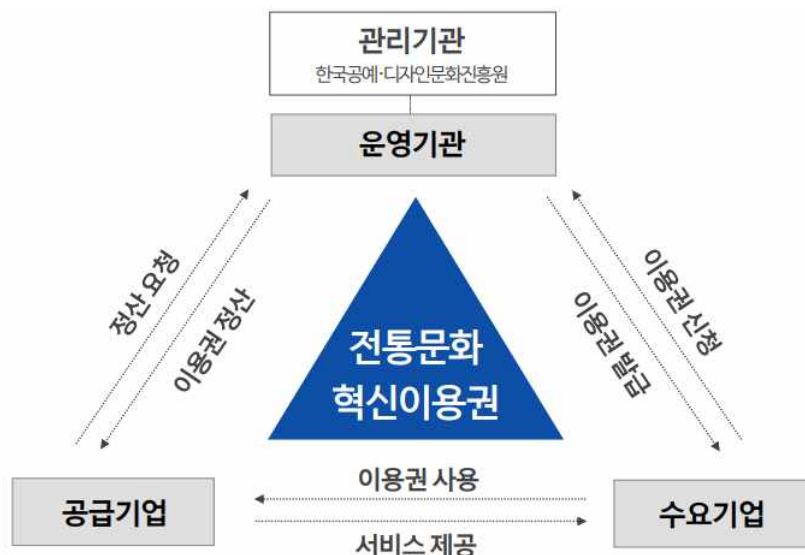 관리기관
한국공예·디자인문화진흥원
운영기관
정산 요청
이용권 정산
이용권 신청
이용권 발급
전통문화
혁신이용권
공급기업
이용권 사용
서비스 제공
수요기업